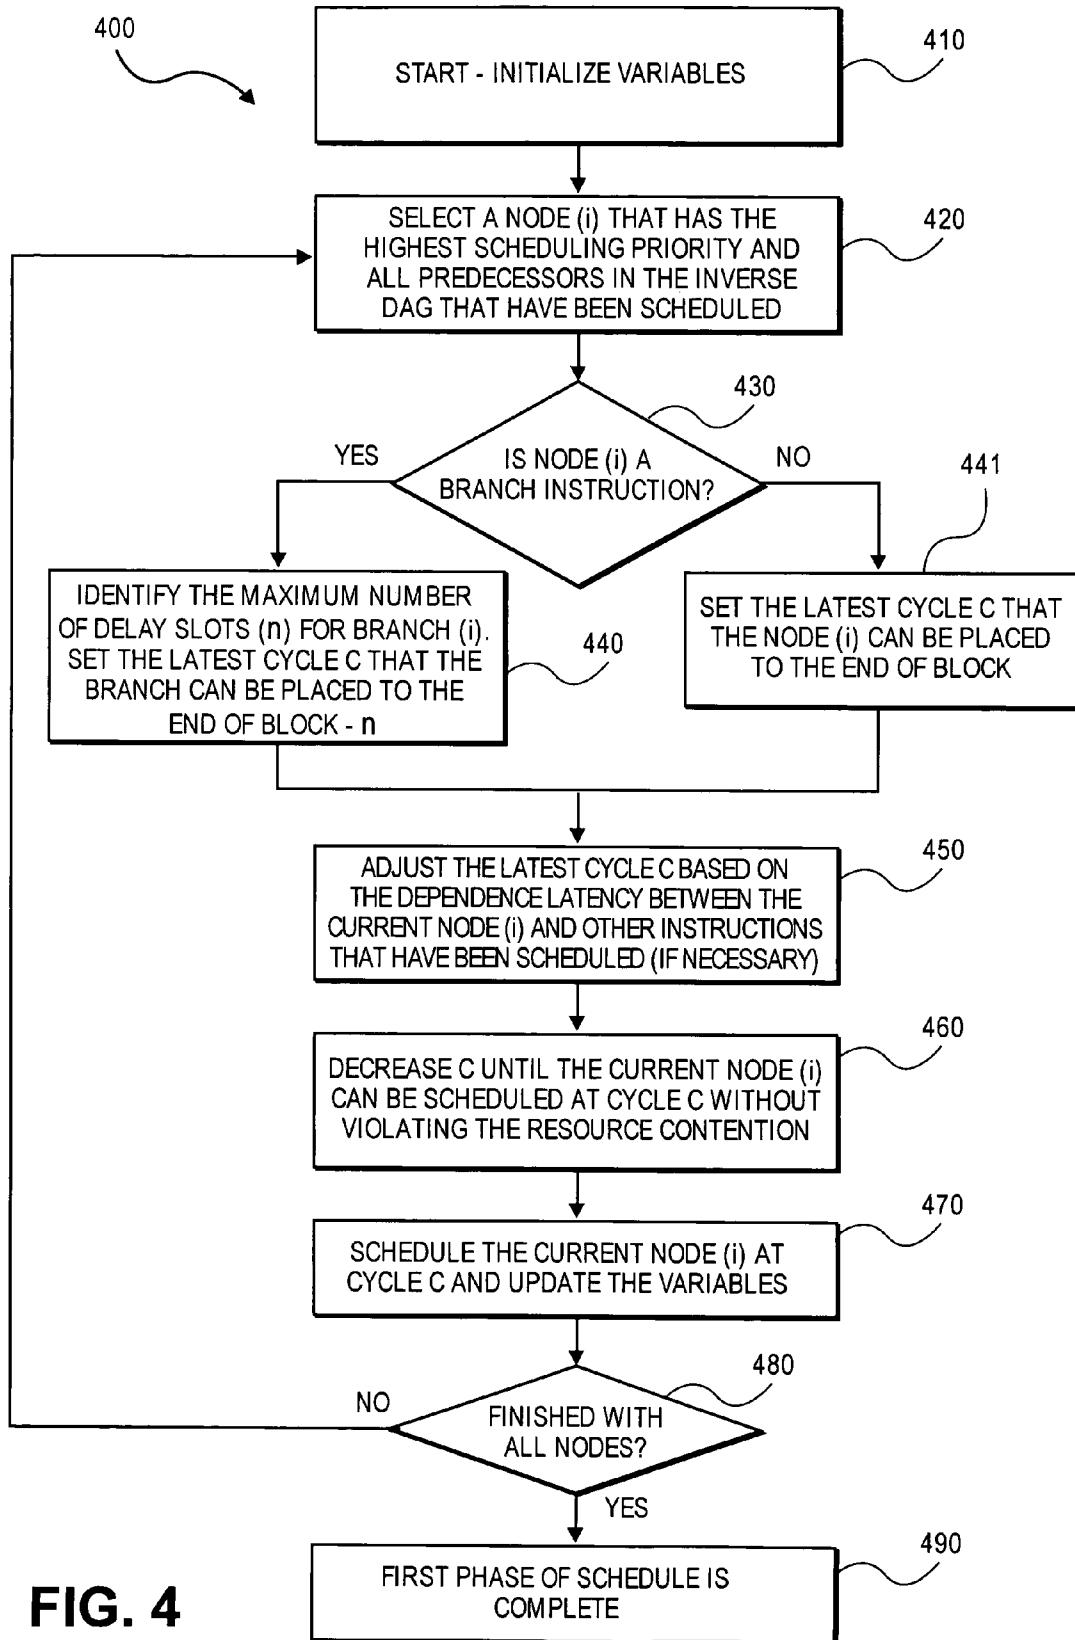 400
START - INITIALIZE VARIABLES
410
SELECT A NODE (i) THAT HAS THE
HIGHEST SCHEDULING PRIORITY AND
ALL PREDECESSORS IN THE INVERSE
DAG THAT HAVE BEEN SCHEDULED
420
430
YES
IS NODE (i) A
BRANCH INSTRUCTION?
NO
441
IDENTIFY THE MAXIMUM NUMBER
OF DELAY SLOTS (n) FOR BRANCH (i).
SET THE LATEST CYCLE C THAT THE
BRANCH CAN BE PLACED TO THE
END OF BLOCK - n
440
SET THE LATEST CYCLE C THAT
THE NODE (i) CAN BE PLACED
TO THE END OF BLOCK
ADJUST THE LATEST CYCLE C BASED ON
THE DEPENDENCE LATENCY BETWEEN THE
CURRENT NODE (i) AND OTHER INSTRUCTIONS
THAT HAVE BEEN SCHEDULED (IF NECESSARY)
450
DECREASE C UNTIL THE CURRENT NODE (i)
CAN BE SCHEDULED AT CYCLE C WITHOUT
VIOLATING THE RESOURCE CONTENTION
460
SCHEDULE THE CURRENT NODE (i) AT
CYCLE C AND UPDATE THE VARIABLES
470
480
NO
FINISHED WITH
ALL NODES?
YES
FIRST PHASE OF SCHEDULE IS
COMPLETE
490
FIG. 4